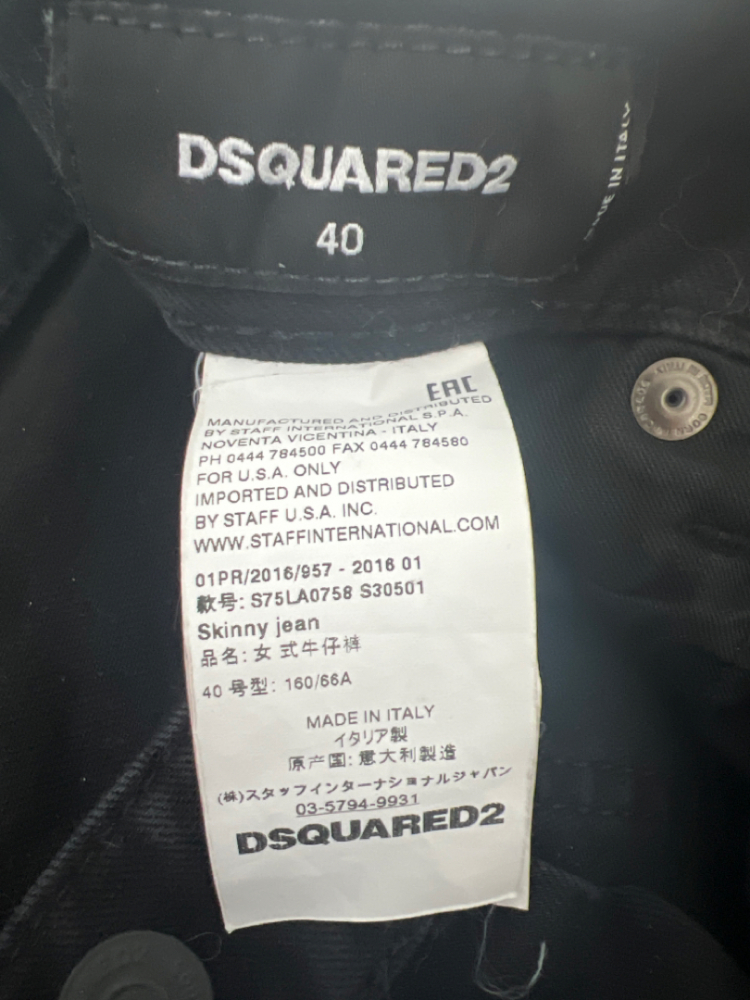 DSQUARED2
40
MADE IN ITALY
EAC
MANUFACTURED AND DISTRIBUTED
BY STAFF INTERNATIONAL S.P.A.
NOVENTA VICENTINA - ITALY
PH 0444 784500 FAX 0444 784580
FOR U.S.A. ONLY
IMPORTED AND DISTRIBUTED
BY STAFF U.S.A. INC.
WWW.STAFFINTERNATIONAL.COM
01PR/2016/957 - 2016 01
款号: S75LA0758 S30501
Skinny jean
品名: 女 式牛仔裤
40 号型: 160/66A
MADE IN ITALY
イタリア製
原产国: 意大利製造
(株)スタッフインターナショナルジャパン
03-5794-9931
DSQUARED2